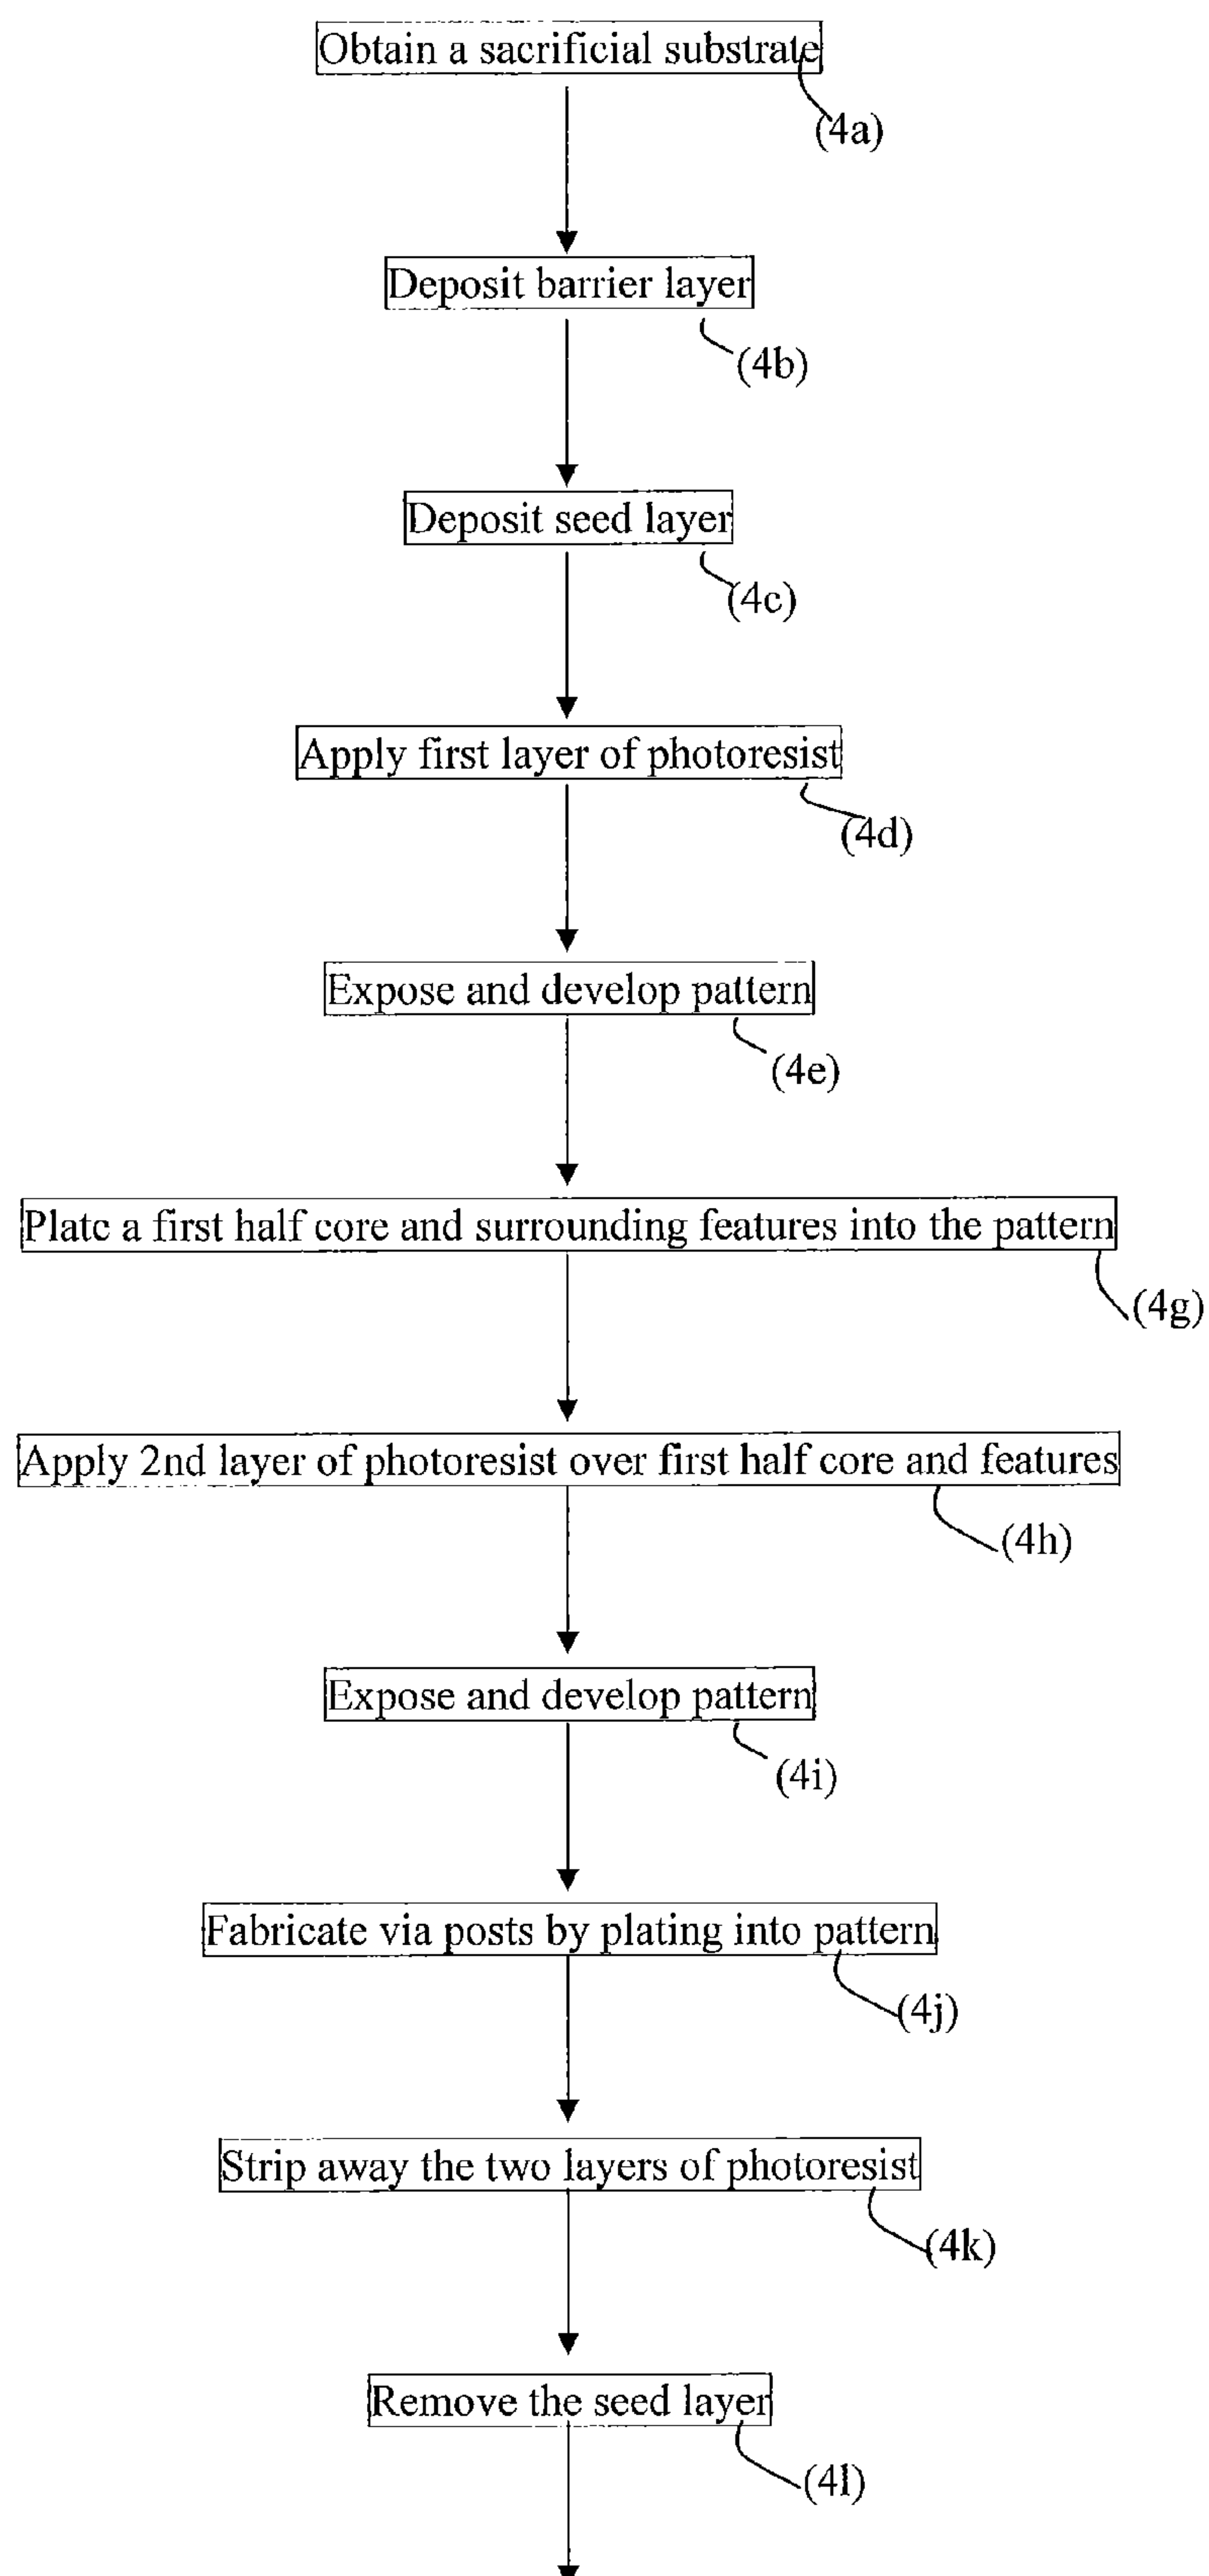 Obtain a sacrificial substrate
(4a)
Deposit barrier layer
(4b)
Deposit seed layer
(4c)
Apply first layer of photoresist
(4d)
Expose and develop pattern
(4e)
Plate a first half core and surrounding features into the pattern
(4g)
Apply 2nd layer of photoresist over first half core and features
(4h)
Expose and develop pattern
(4i)
Fabricate via posts by plating into pattern
(4j)
Strip away the two layers of photoresist
(4k)
Remove the seed layer
(4l)